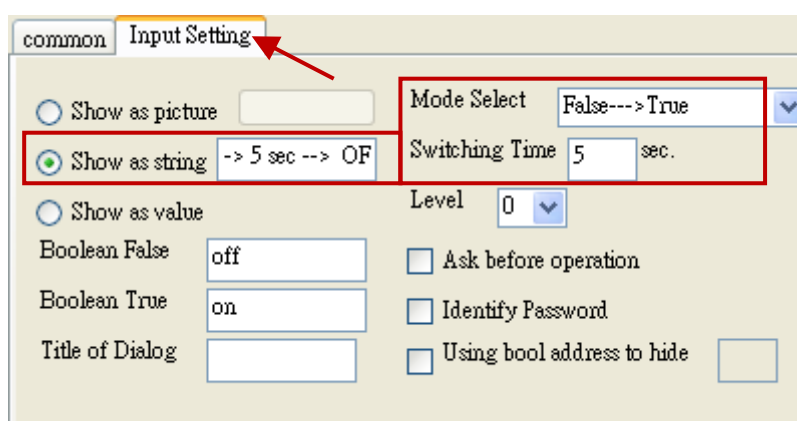 common Input Setting
Show as picture
Mode Select False--->True
Show as string -> 5 sec --> OF
Switching Time 5 sec.
Show as value
Level 0
Boolean False off
Ask before operation
Boolean True on
Identify Password
Title of Dialog
Using bool address to hide